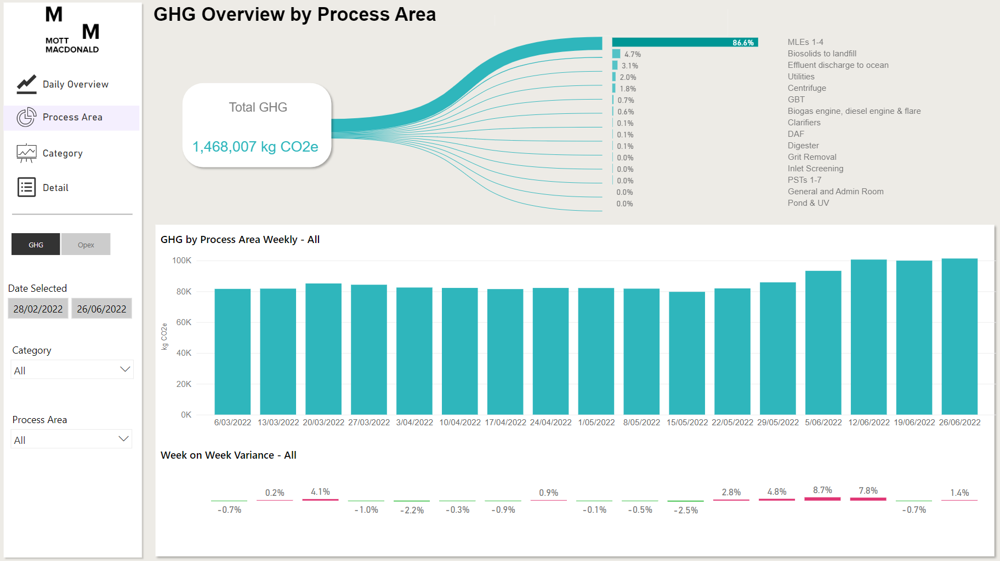 M
M
MOTT
MACDONALD
Daily Overview
Process Area
Category
Detail
GHG
Opex
Date Selected
28/02/2022
26/06/2022
Category
All
Process Area
All
GHG Overview by Process Area
Total GHG
1,468,007 kg CO2e
86.6% MLEs 1-4
4.7% Biosolids to landfill
3.1% Effluent discharge to ocean
2.0% Utilities
1.8% Centrifuge
0.7% GBT
0.6% Biogas engine, diesel engine & flare
0.1% Clarifiers
0.1% DAF
0.1% Digester
0.0% Grit Removal
0.0% Inlet Screening
0.0% PSTs 1-7
0.0% General and Admin Room
0.0% Pond & UV
GHG by Process Area Weekly - All
kg CO2e
100K
80K
60K
40K
20K
0K
6/03/2022 13/03/2022 20/03/2022 27/03/2022 3/04/2022 10/04/2022 17/04/2022 24/04/2022 1/05/2022 8/05/2022 15/05/2022 22/05/2022 29/05/2022 5/06/2022 12/06/2022 19/06/2022 26/06/2022
Week on Week Variance - All
-0.7% 0.2% 4.1% -1.0% -2.2% -0.3% -0.9% 0.9% -0.1% -0.5% -2.5% 2.8% 4.8% 8.7% 7.8% -0.7% 1.4%